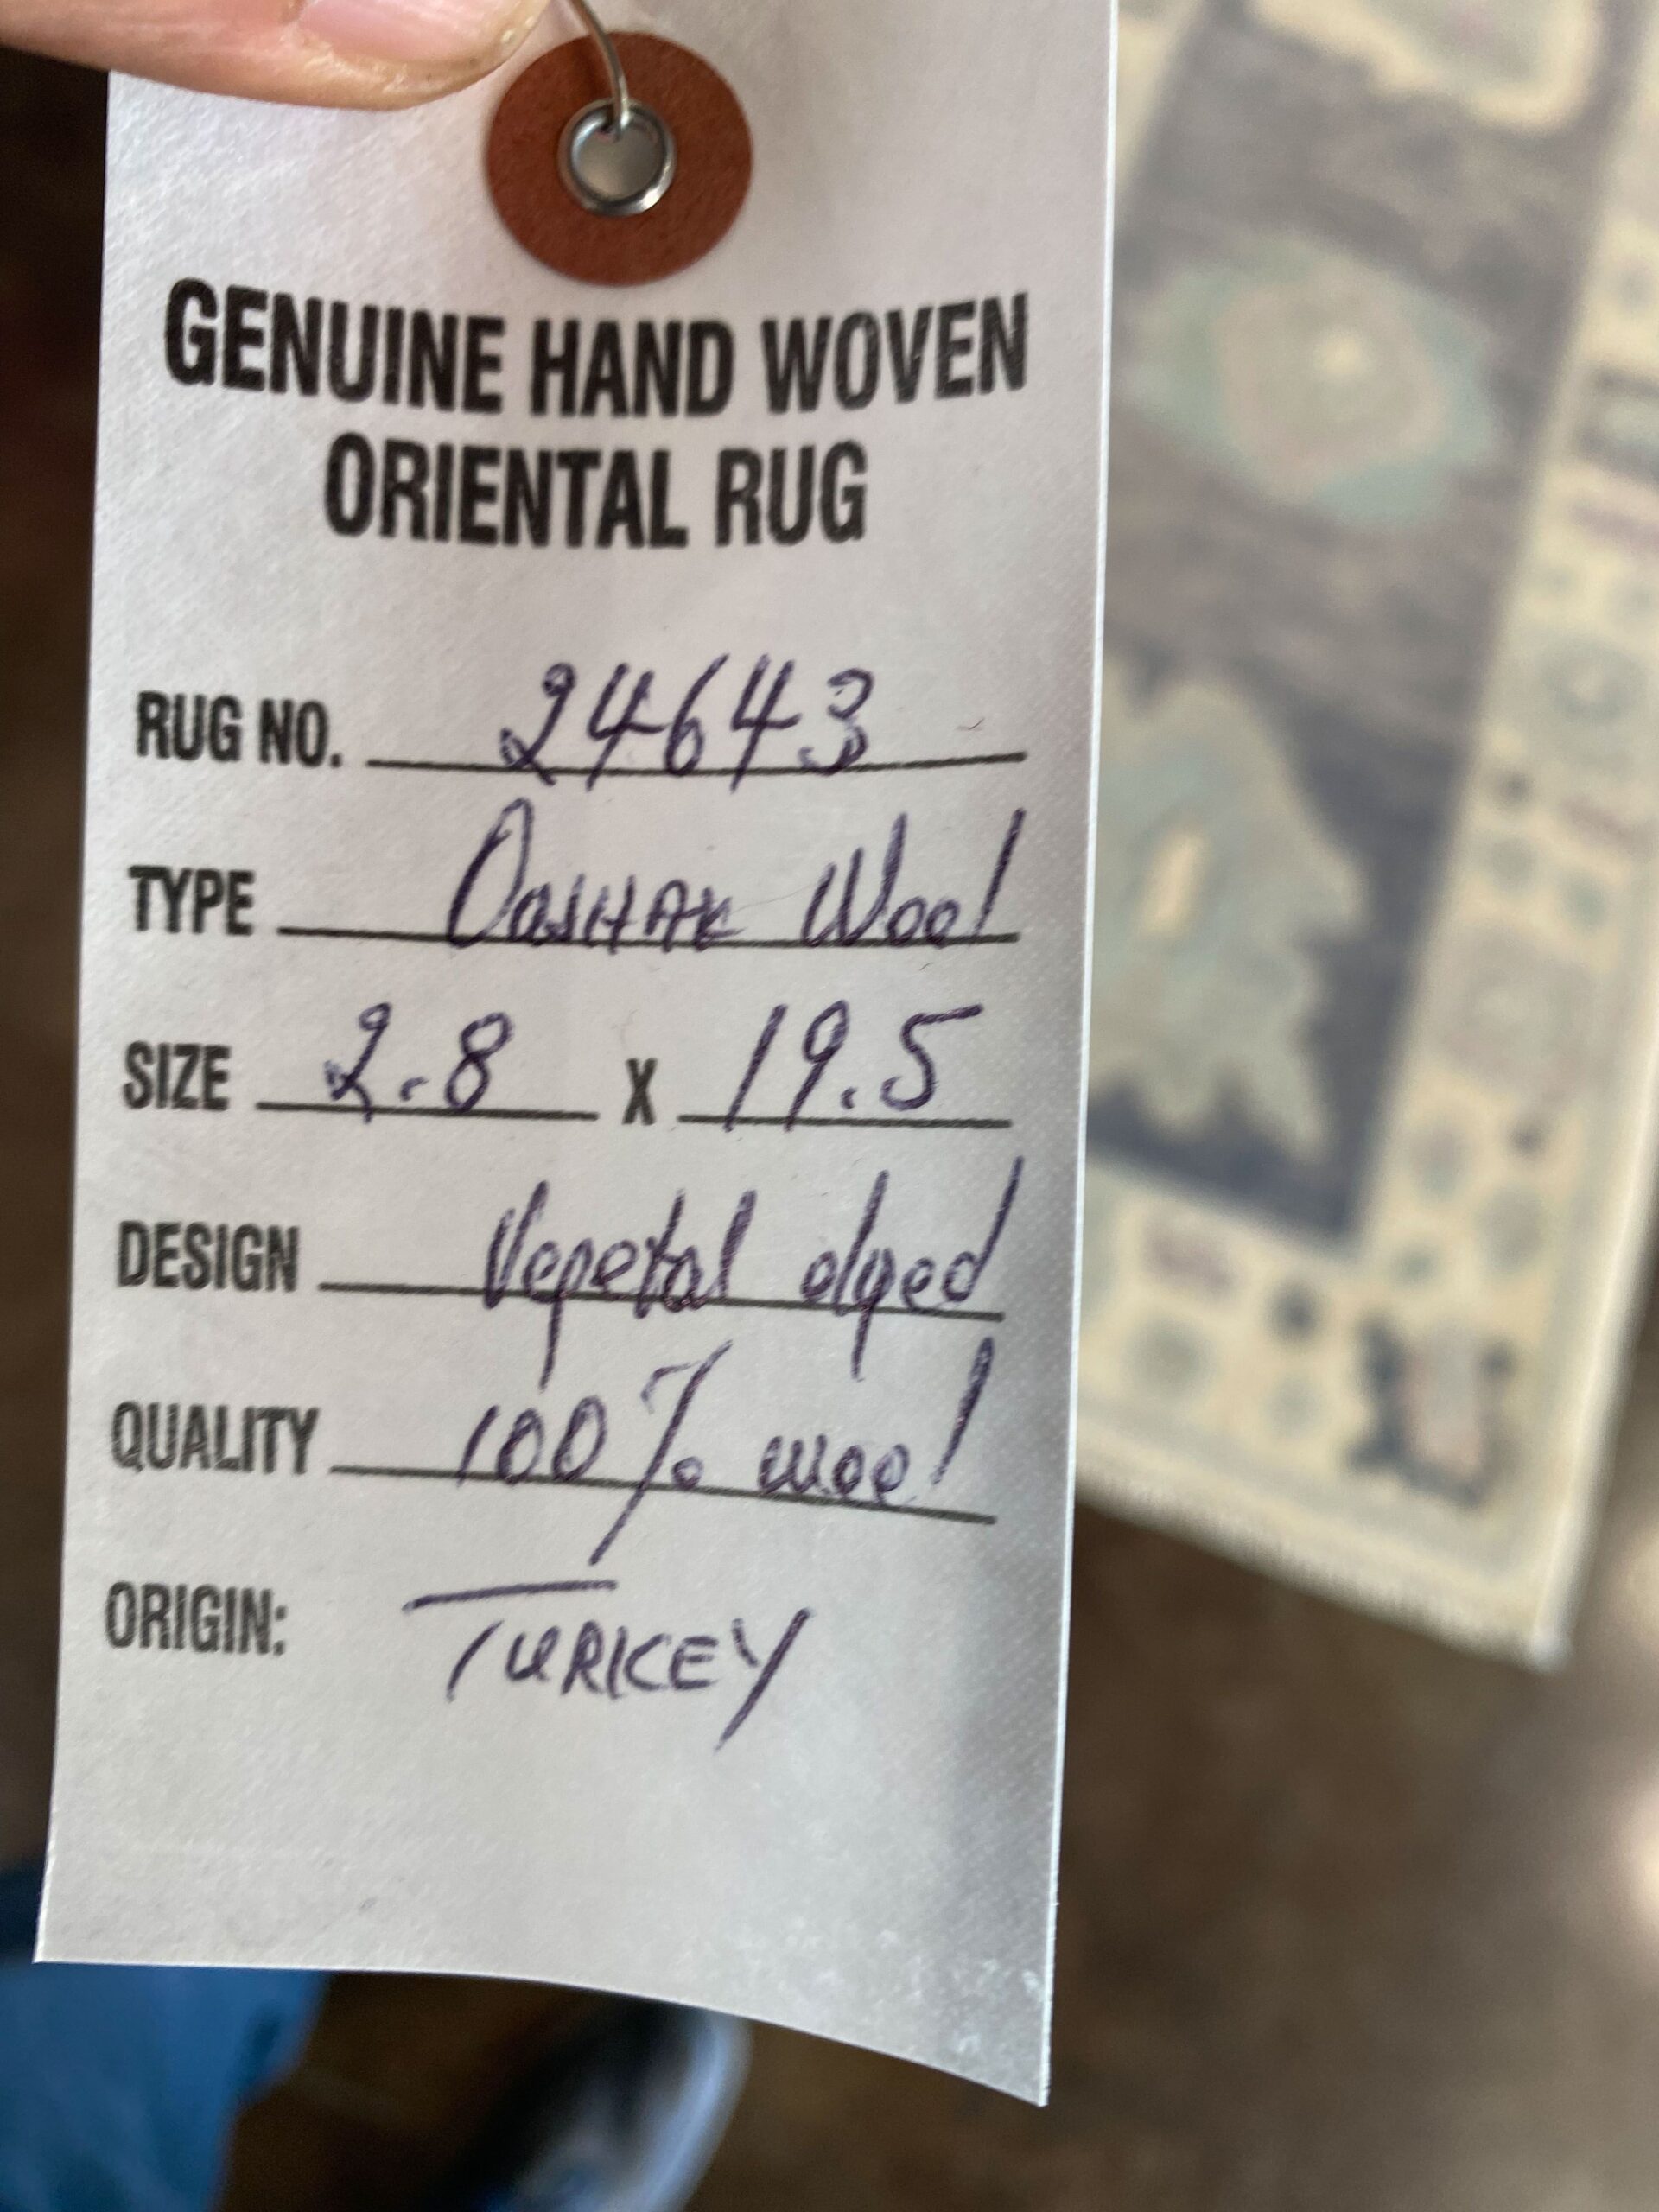 GENUINE HAND WOVEN
ORIENTAL RUG
RUG NO. 24643
TYPE Oushak Wool
SIZE 2.8 x 19.5
DESIGN Vegetal dyed
QUALITY 100% wool
ORIGIN: TURKEY